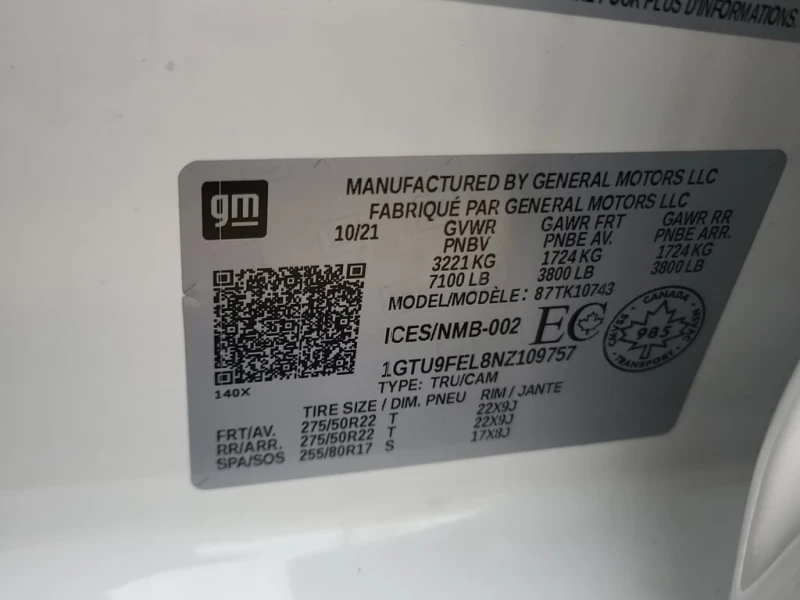 POUR PLUS D'INFORMATIONS.
gm
MANUFACTURED BY GENERAL MOTORS LLC
FABRIQUÉ PAR GENERAL MOTORS LLC
10/21
GVWR GAWR FRT GAWR RR
PNBV PNBE AV. PNBE ARR.
3221 KG 1724 KG 1724 KG
7100 LB 3800 LB 3800 LB
MODEL/MODÈLE: 87TK10743
ICES/NMB-002 EC
CANADA
985
TRANSPORT
1GTU9FEL8NZ109757
140X
TYPE: TRU/CAM
TIRE SIZE / DIM. PNEU RIM / JANTE
FRT/AV. 275/50R22 T 22X9J
RR/ARR. 275/50R22 T 22X9J
SPA/SOS 255/80R17 S 17X8J